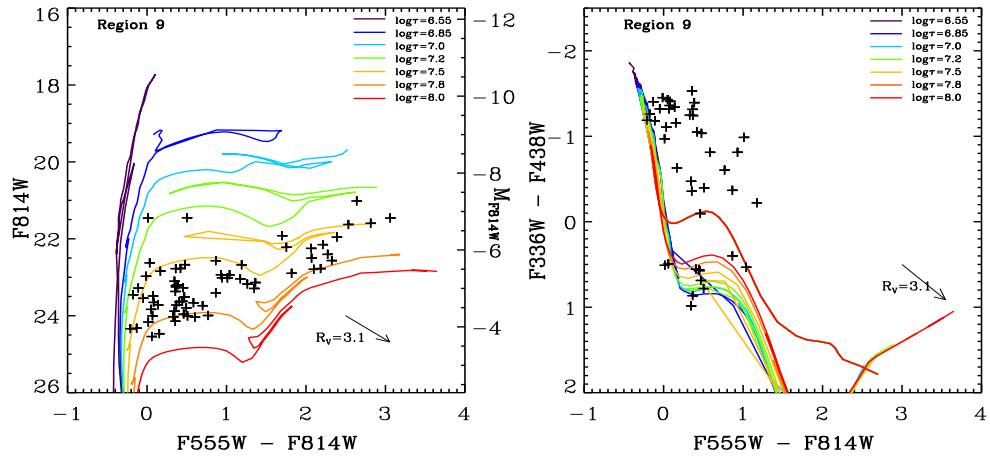 Region 9
logτ=6.55
logτ=6.85
logτ=7.0
logτ=7.2
logτ=7.5
logτ=7.8
logτ=8.0
16
18
20
22
24
26
F814W
−12
−10
−8
−6
−4
M_F814W
R_V=3.1
−1 0 1 2 3 4
F555W − F814W
Region 9
logτ=6.55
logτ=6.85
logτ=7.0
logτ=7.2
logτ=7.5
logτ=7.8
logτ=8.0
−2
−1
0
1
2
F336W − F438W
R_V=3.1
−1 0 1 2 3 4
F555W − F814W